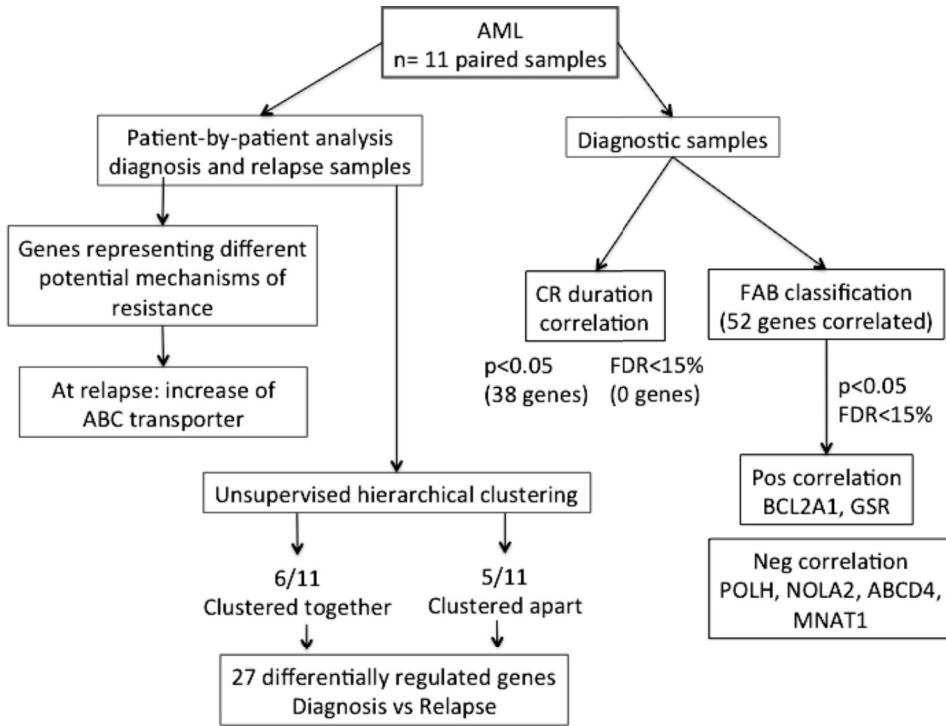 AML
n= 11 paired samples
Patient-by-patient analysis
diagnosis and relapse samples
Genes representing different
potential mechanisms of
resistance
At relapse: increase of
ABC transporter
Unsupervised hierarchical clustering
6/11
Clustered together
5/11
Clustered apart
27 differentially regulated genes
Diagnosis vs Relapse
Diagnostic samples
CR duration
correlation
p<0.05
(38 genes)
FDR<15%
(0 genes)
FAB classification
(52 genes correlated)
p<0.05
FDR<15%
Pos correlation
BCL2A1, GSR
Neg correlation
POLH, NOLA2, ABCD4,
MNAT1